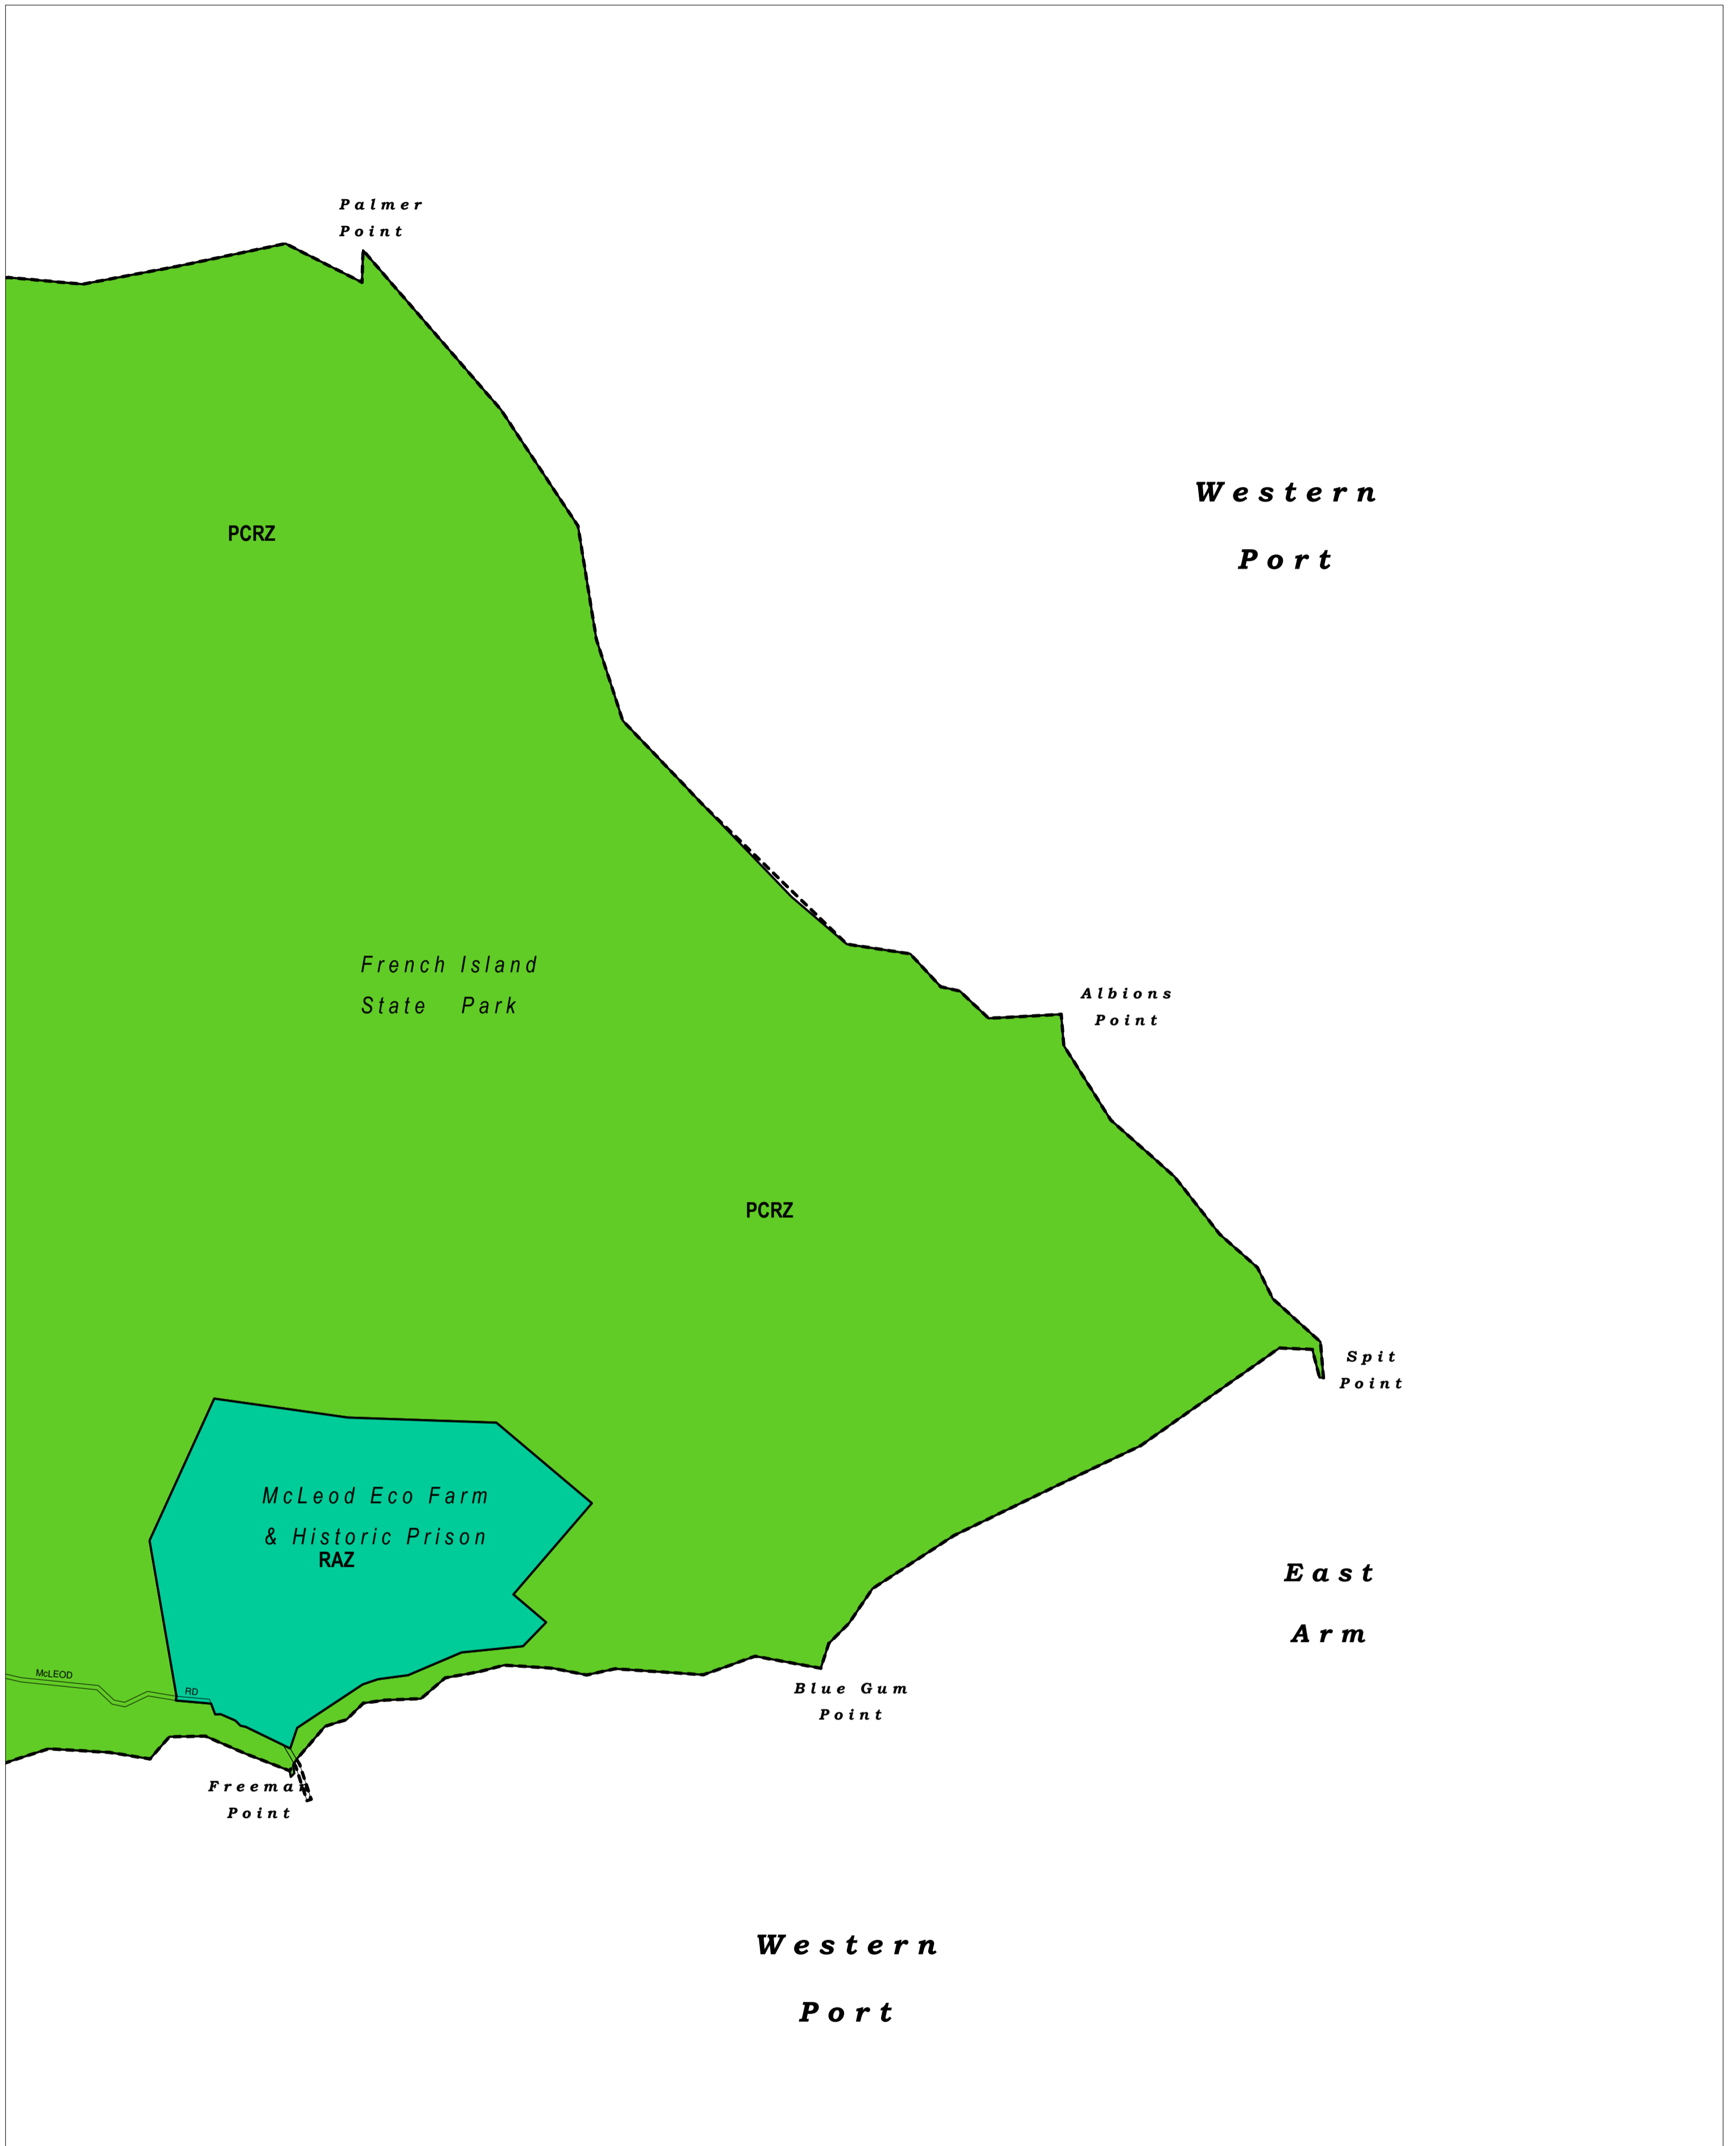 Palmer
Point
Western
Port
PCRZ
French Island
State Park
Albions
Point
PCRZ
Spit
Point
McLeod Eco Farm
& Historic Prison
RAZ
East
Arm
McLEOD
RD
Blue Gum
Point
Freeman
Point
Western
Port